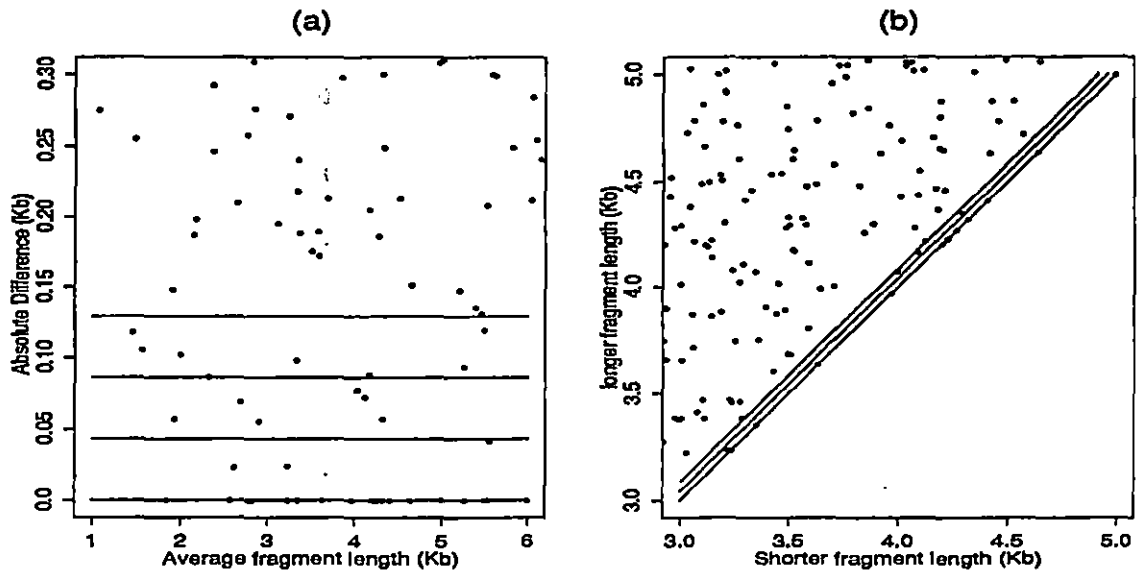 (a)
(b)
Absolute Difference (Kb)
0.30
0.25
0.20
0.15
0.10
0.05
0.0
1 2 3 4 5 6
Average fragment length (Kb)
longer fragment length (Kb)
5.0
4.5
4.0
3.5
3.0
3.0 3.5 4.0 4.5 5.0
Shorter fragment length (Kb)